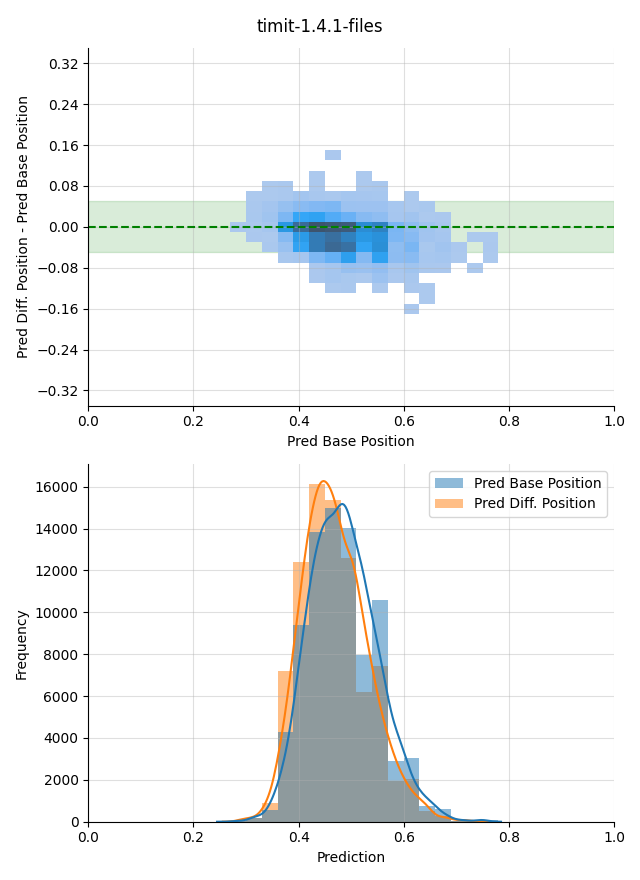 timit-1.4.1-files
Pred Diff. Position - Pred Base Position
0.32
0.24
0.16
0.08
0.00
−0.08
−0.16
−0.24
−0.32
0.0 0.2 0.4 0.6 0.8 1.0
Pred Base Position
Frequency
16000
14000
12000
10000
8000
6000
4000
2000
0
Pred Base Position
Pred Diff. Position
0.0 0.2 0.4 0.6 0.8 1.0
Prediction